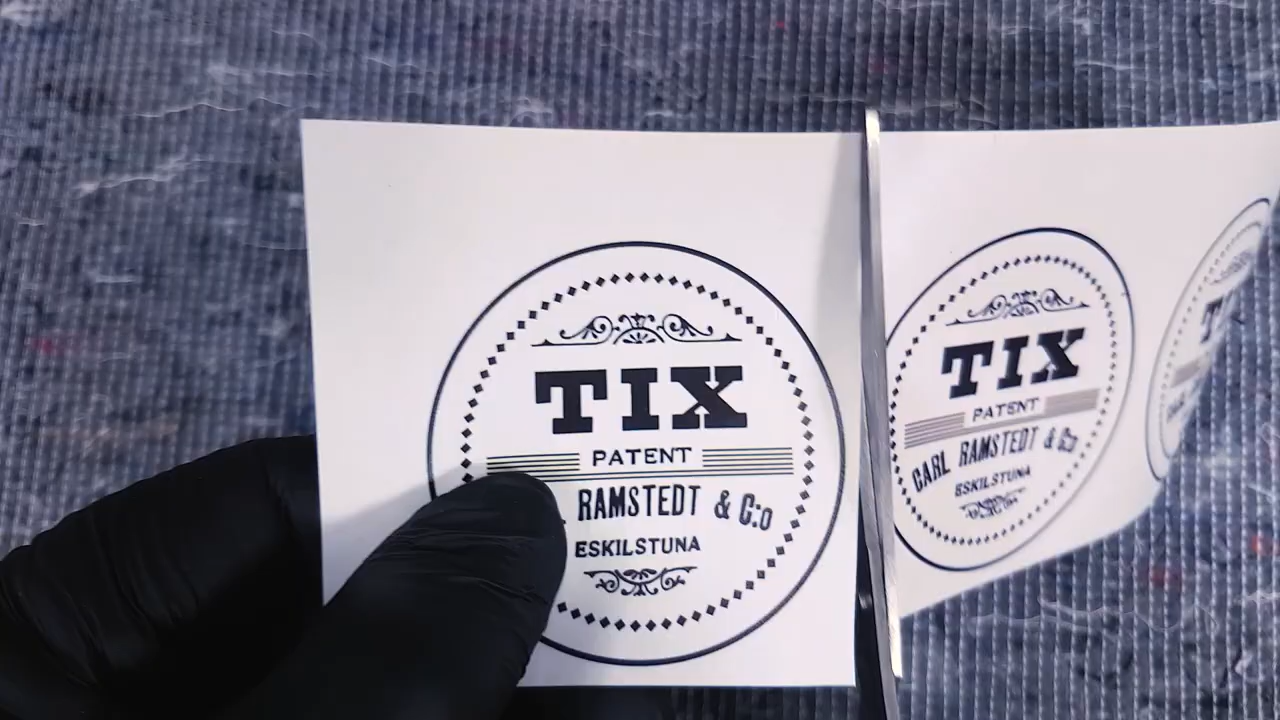 TIX
PATENT
RAMSTEDT & C:o
ESKILSTUNA
TIX
PATENT
CARL RAMSTEDT & C:o
ESKILSTUNA